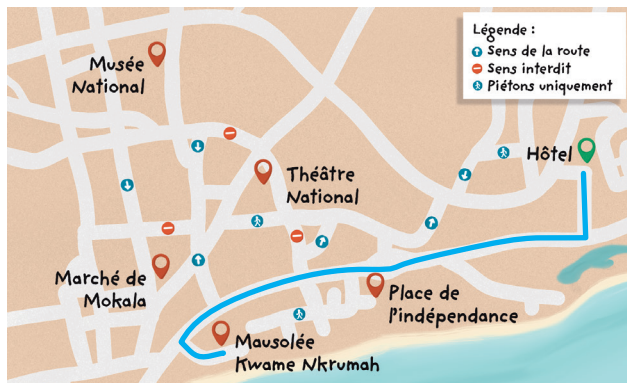 Légende :
Sens de la route
Sens interdit
Piétons uniquement
Musée
National
Hôtel
Théâtre
National
Marché de
Mokala
Place de
l'indépendance
Mausolée
Kwame Nkrumah